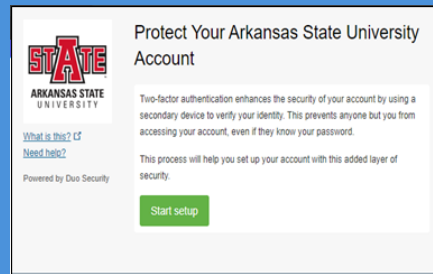 STATE
ARKANSAS STATE
UNIVERSITY
What is this?
Need help?
Powered by Duo Security
Protect Your Arkansas State University
Account
Two-factor authentication enhances the security of your account by using a
secondary device to verify your identity. This prevents anyone but you from
accessing your account, even if they know your password.
This process will help you set up your account with this added layer of
security.
Start setup